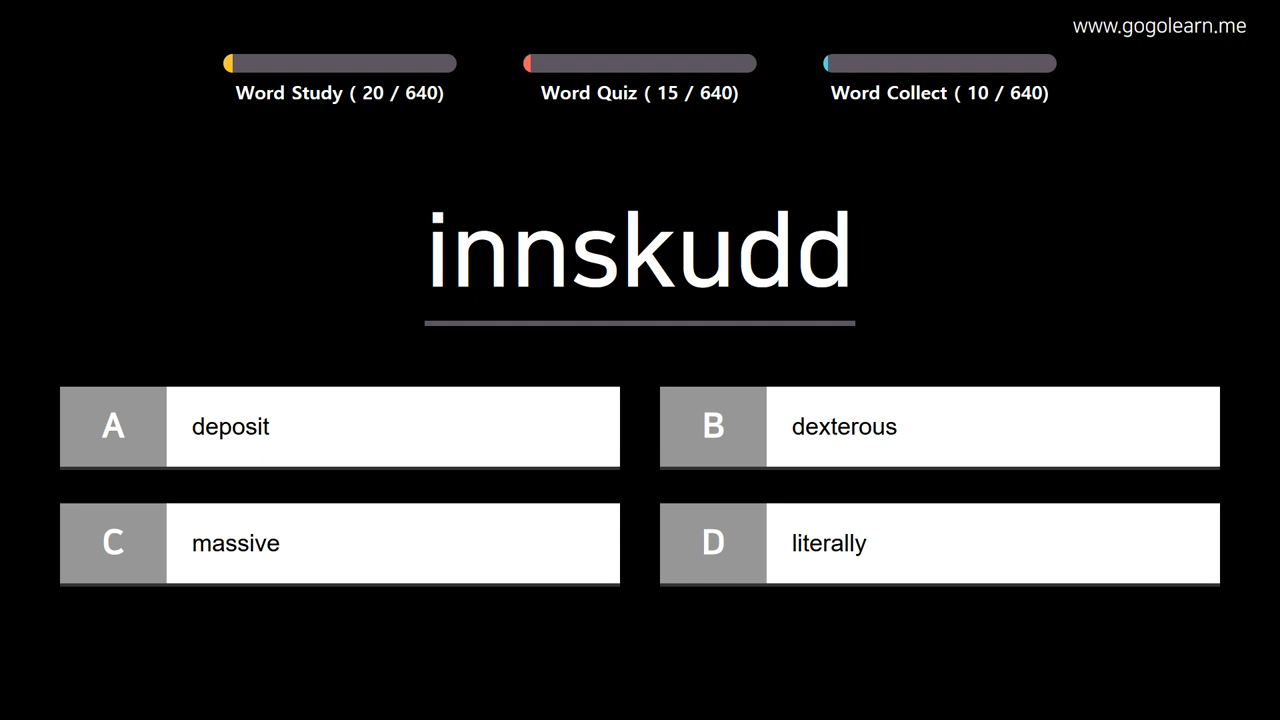 www.gogolearn.me
Word Study ( 20 / 640)
Word Quiz ( 15 / 640)
Word Collect ( 10 / 640)
innskudd
A deposit
B dexterous
C massive
D literally